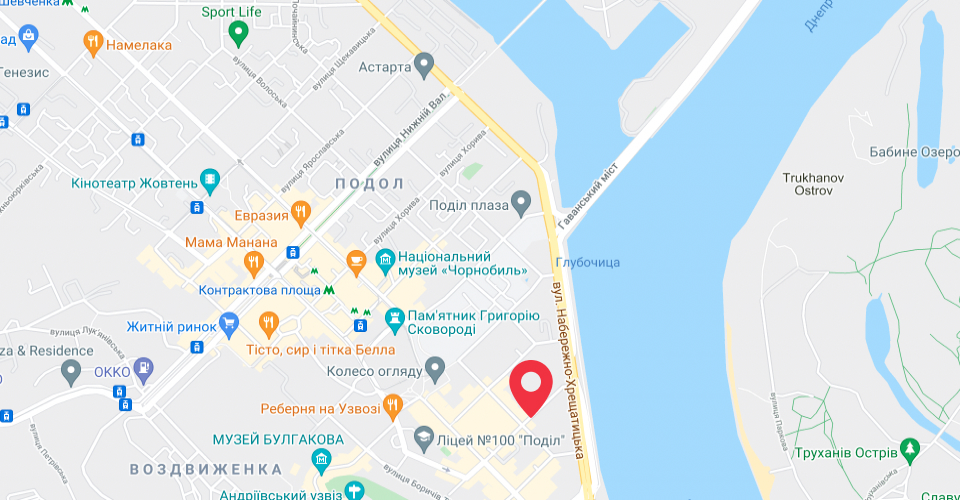 Шевченка
Sport Life
ад
Намелака
Генезис
вулиця Волоська
вулиця Щекавицька
Астарта
Дніпро
вулиця Нижній Вал
вулиця Ярославська
вулиця Хорива
Кінотеатр Жовтень
ПОДОЛ
Гаванський міст
Бабине Озеро
Trukhanov
Ostrov
Евразия
Поділ плаза
вулиця Хорива
Мама Манана
Національний
музей «Чорнобиль»
Глубочица
Контрактова площа
вул. Набережно-Хрещатицька
Житній ринок
Пам'ятник Григорію
Сковороді
вулиця Лук'янівська
za & Residence
Тісто, сир і тітка Белла
ОККО
Колесо огляду
Реберня на Узвозі
вулиця Петрівська
МУЗЕЙ БУЛГАКОВА
Ліцей №100 "Поділ"
ВОЗДВИЖЕНКА
Труханів Острів
вулиця Паркова
Андріївський узвіз
вулиця Боричів
Славу